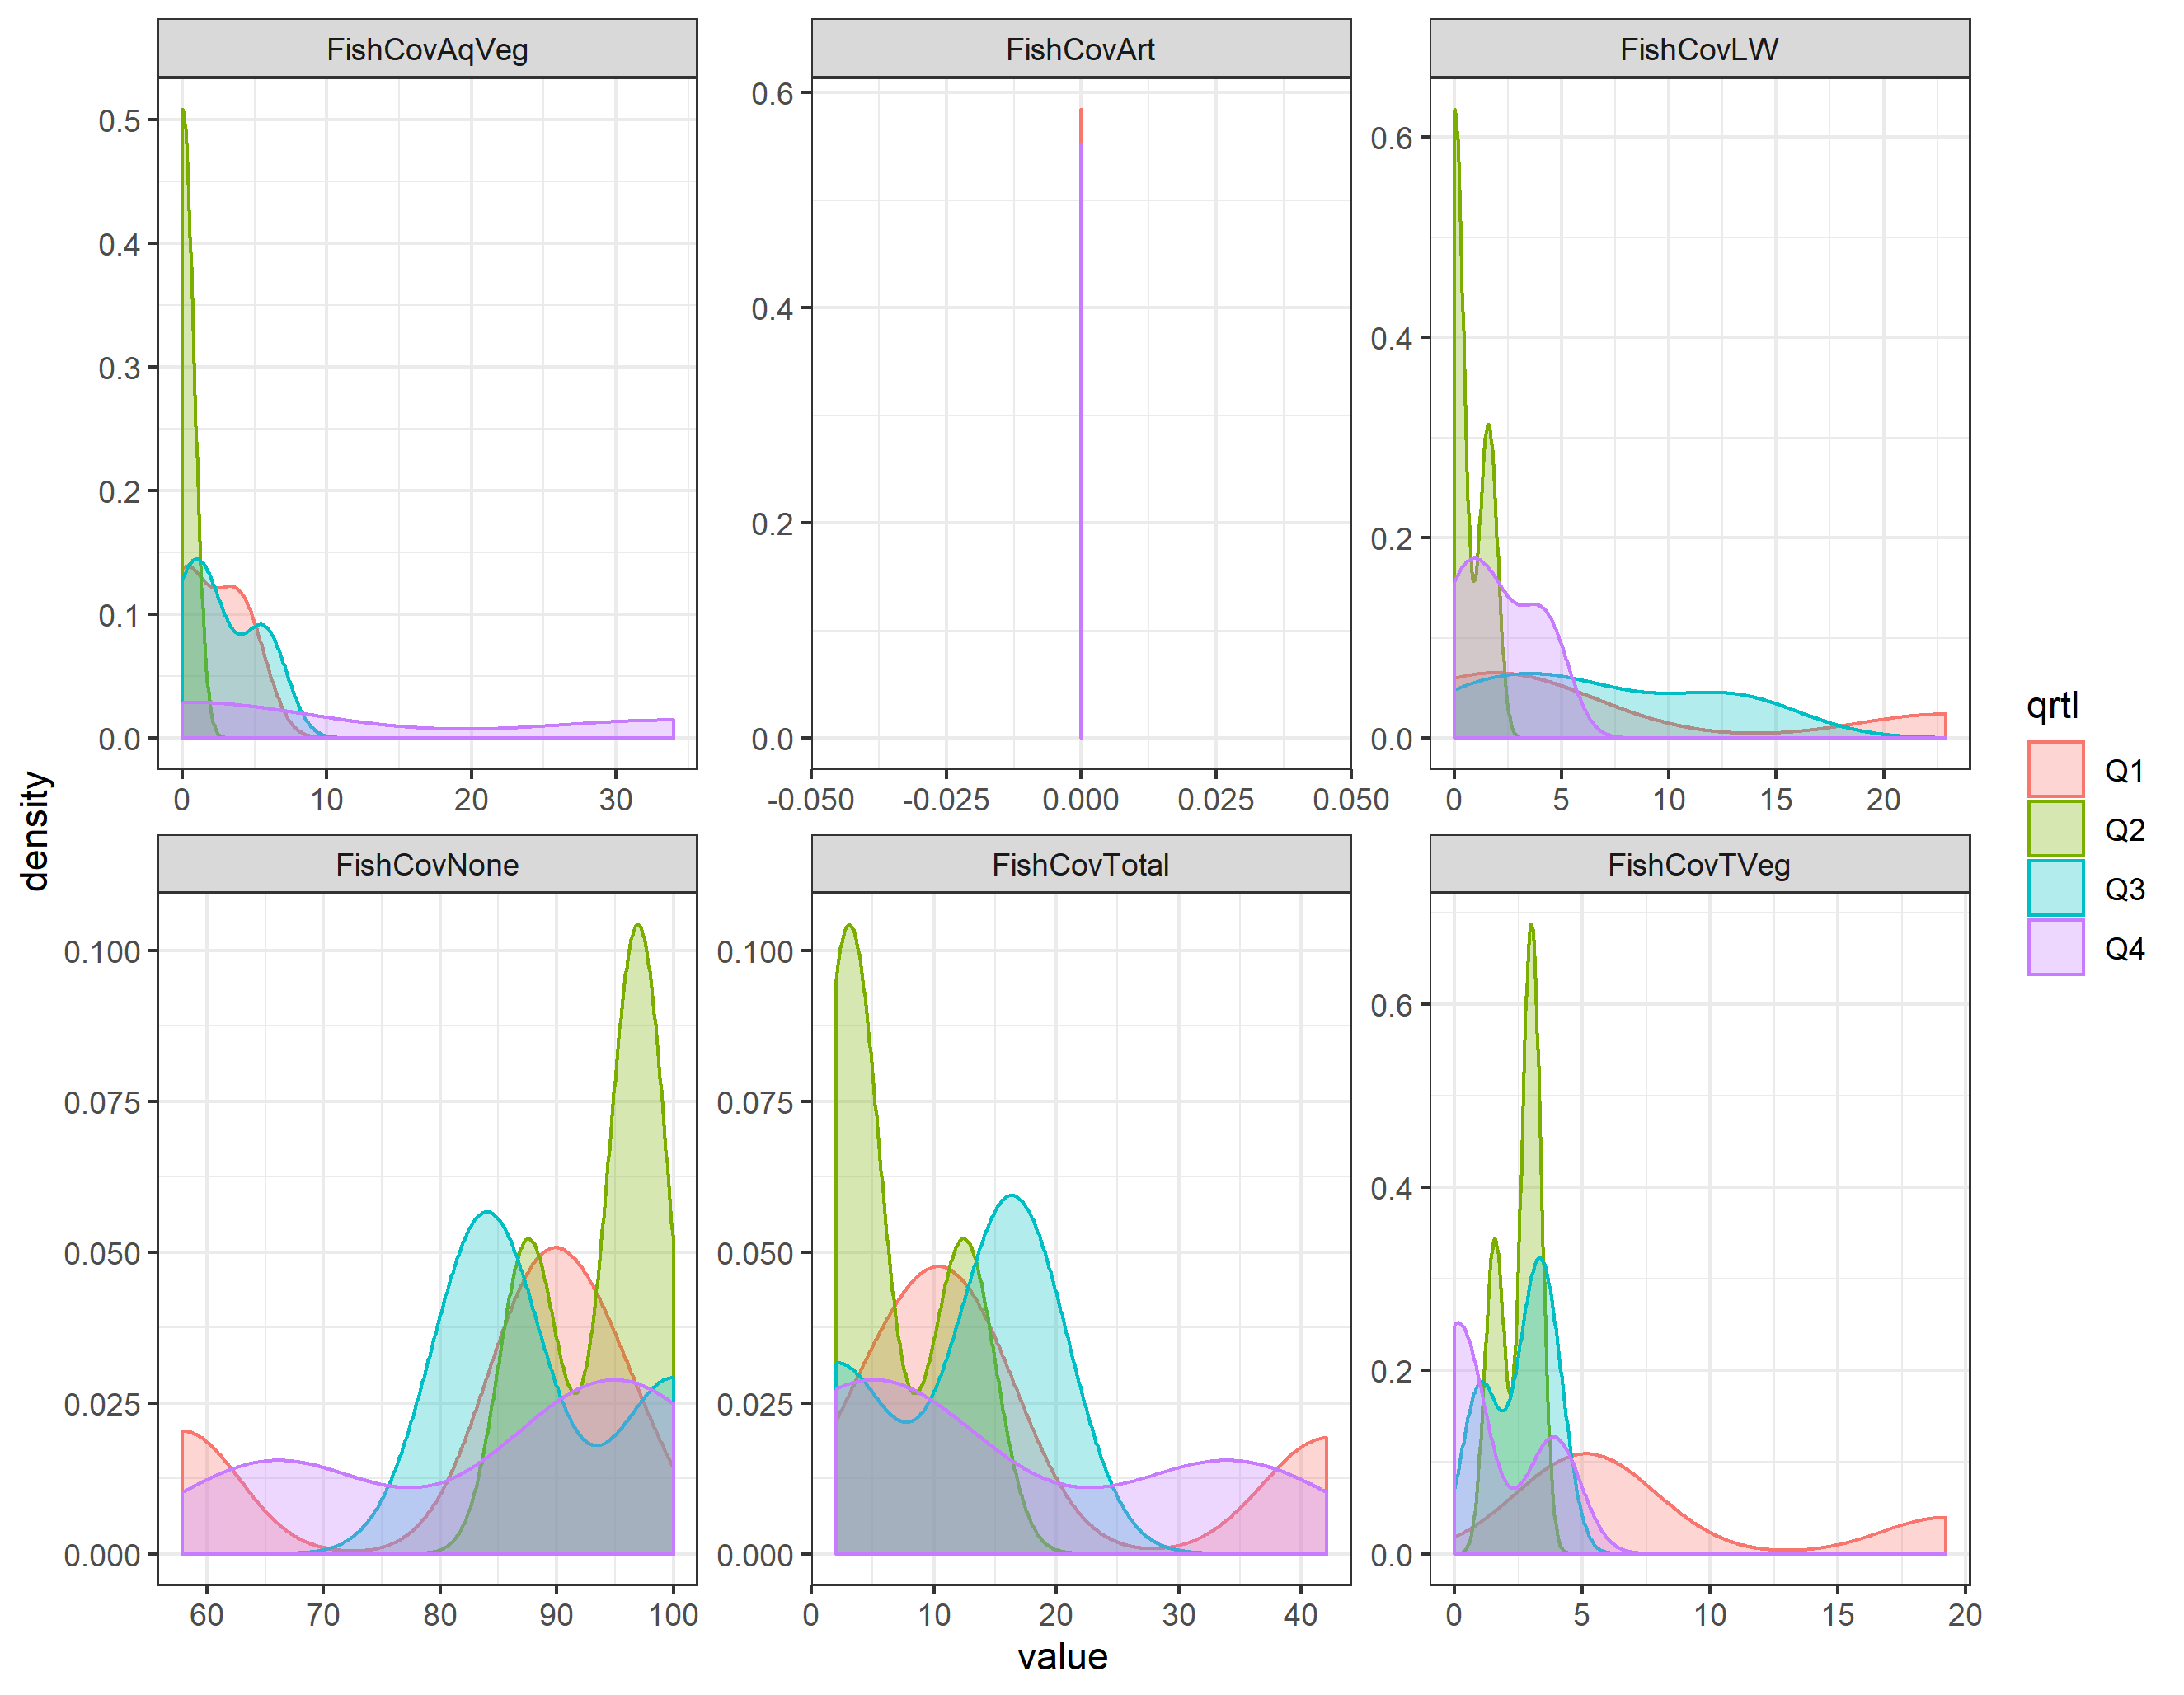 FishCovAqVeg
FishCovArt
FishCovLW
0.5
0.4
0.3
0.2
0.1
0.0
0 10 20 30
0.6
0.4
0.2
0.0
-0.050 -0.025 0.000 0.025 0.050
0.6
0.4
0.2
0.0
0 5 10 15 20
FishCovNone
FishCovTotal
FishCovTVeg
0.100
0.075
0.050
0.025
0.000
60 70 80 90 100
0.100
0.075
0.050
0.025
0.000
0 10 20 30 40
0.6
0.4
0.2
0.0
0 5 10 15 20
density
value
qrtl
Q1
Q2
Q3
Q4